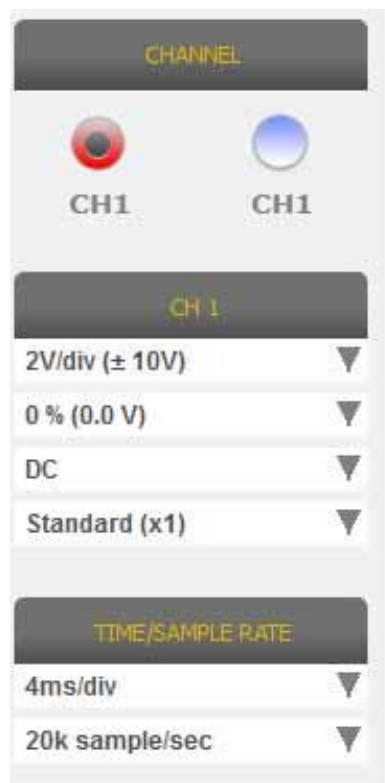 CHANNEL
CH1 CH1
CH 1
2V/div (± 10V)
0 % (0.0 V)
DC
Standard (x1)
TIME/SAMPLE RATE
4ms/div
20k sample/sec